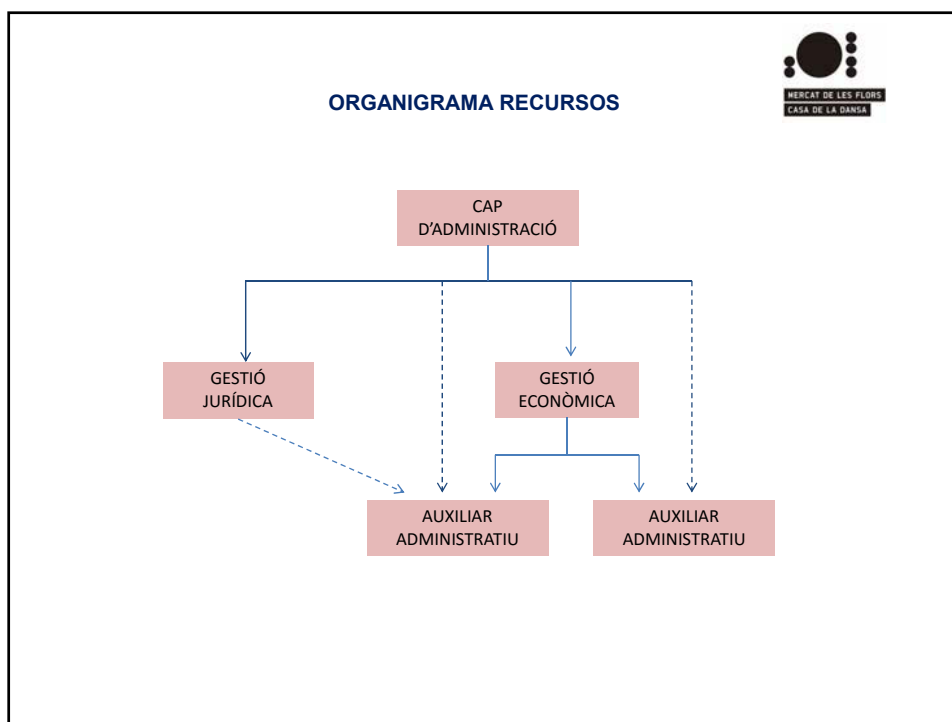 MERCAT DE LES FLORS
CASA DE LA DANSA
ORGANIGRAMA RECURSOS
CAP
D’ADMINISTRACIÓ
GESTIÓ
JURÍDICA
GESTIÓ
ECONÒMICA
AUXILIAR
ADMINISTRATIU
AUXILIAR
ADMINISTRATIU